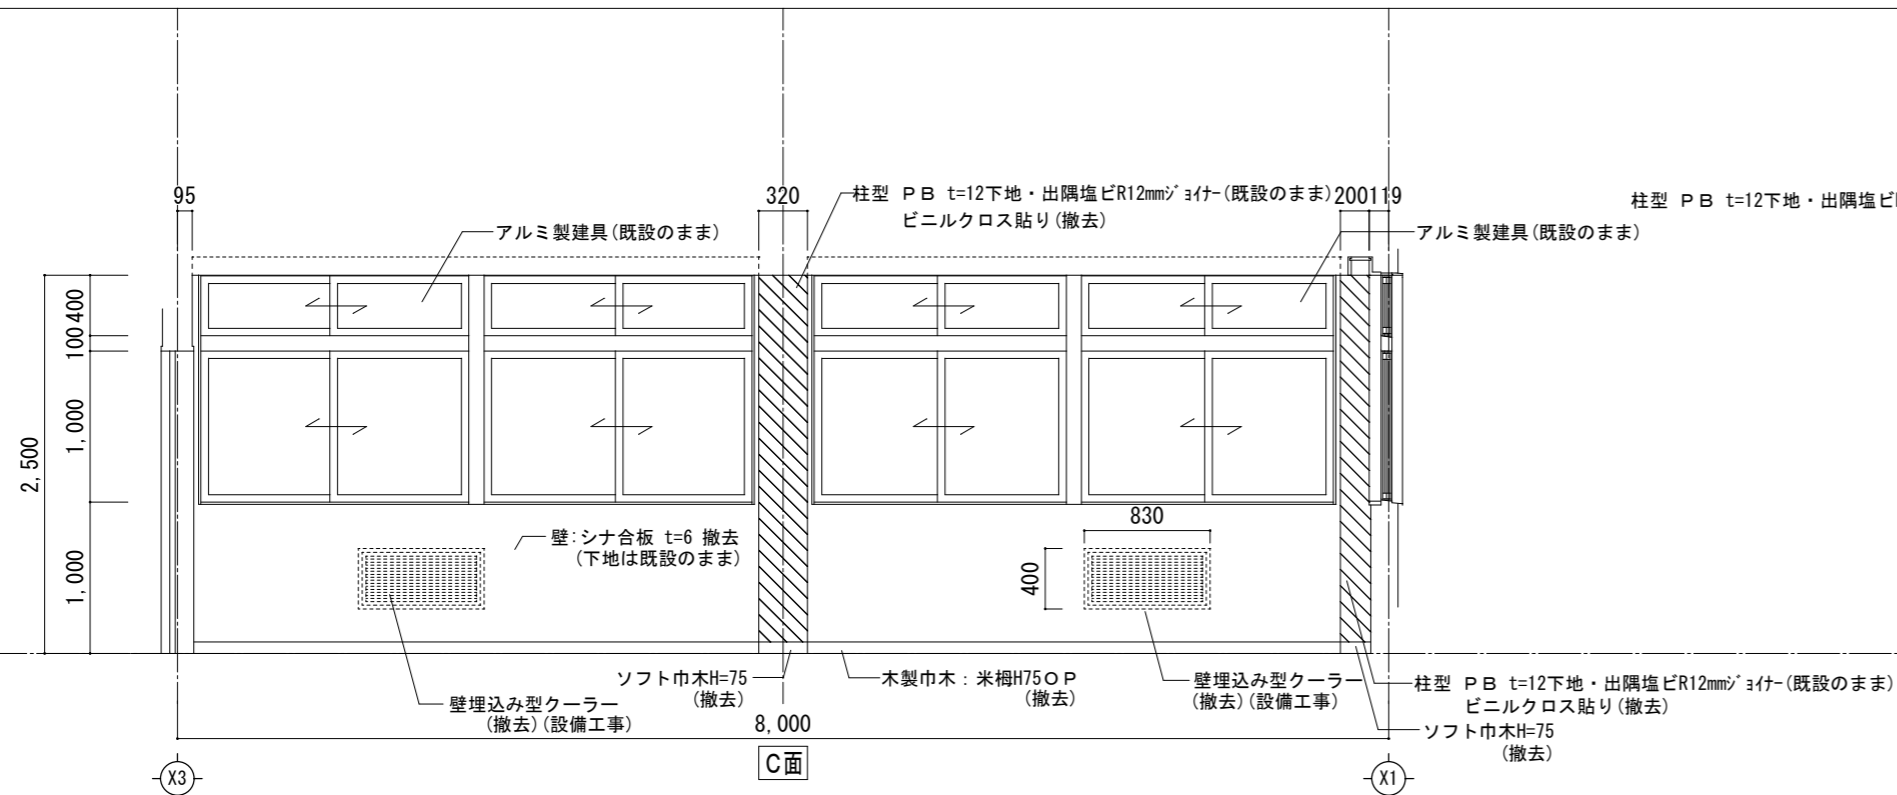 95
320
柱型 ＰＢ t=12下地・出隅塩ビR12mmｼﾞｮｲﾅｰ(既設のまま)
ビニルクロス貼り(撤去)
200
119
柱型 ＰＢ t=12下地・出隅塩ビ
アルミ製建具(既設のまま)
アルミ製建具(既設のまま)
400
100
1,000
2,500
1,000
壁:シナ合板 t=6 撤去
(下地は既設のまま)
830
400
ソフト巾木H=75
(撤去)
木製巾木：米栂H75ＯＰ
(撤去)
壁埋込み型クーラー
(撤去)(設備工事)
壁埋込み型クーラー
(撤去)(設備工事)
柱型 ＰＢ t=12下地・出隅塩ビR12mmｼﾞｮｲﾅｰ(既設のまま)
ビニルクロス貼り(撤去)
ソフト巾木H=75
(撤去)
8,000
C面
X3
X1